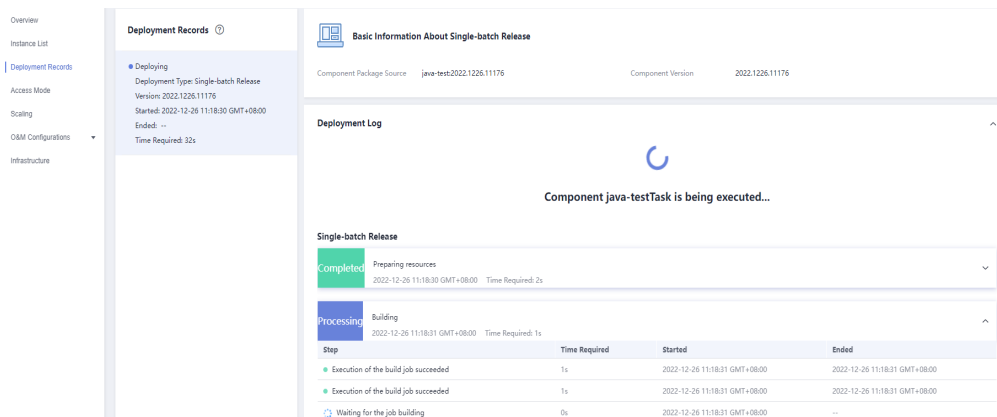 Overview
Instance List
Deployment Records
Access Mode
Scaling
O&M Configurations
Infrastructure
Deployment Records
Deploying
Deployment Type: Single-batch Release
Version: 2022.1226.11176
Started: 2022-12-26 11:18:30 GMT+08:00
Ended: --
Time Required: 32s
Basic Information About Single-batch Release
Component Package Source java-test:2022.1226.11176 Component Version 2022.1226.11176
Deployment Log
Component java-testTask is being executed...
Single-batch Release
Completed
Preparing resources
2022-12-26 11:18:30 GMT+08:00 Time Required: 2s
Processing
Building
2022-12-26 11:18:31 GMT+08:00 Time Required: 1s
Step Time Required Started Ended
Execution of the build job succeeded 1s 2022-12-26 11:18:31 GMT+08:00 2022-12-26 11:18:31 GMT+08:00
Execution of the build job succeeded 1s 2022-12-26 11:18:31 GMT+08:00 2022-12-26 11:18:31 GMT+08:00
Waiting for the job building 0s 2022-12-26 11:18:31 GMT+08:00 --